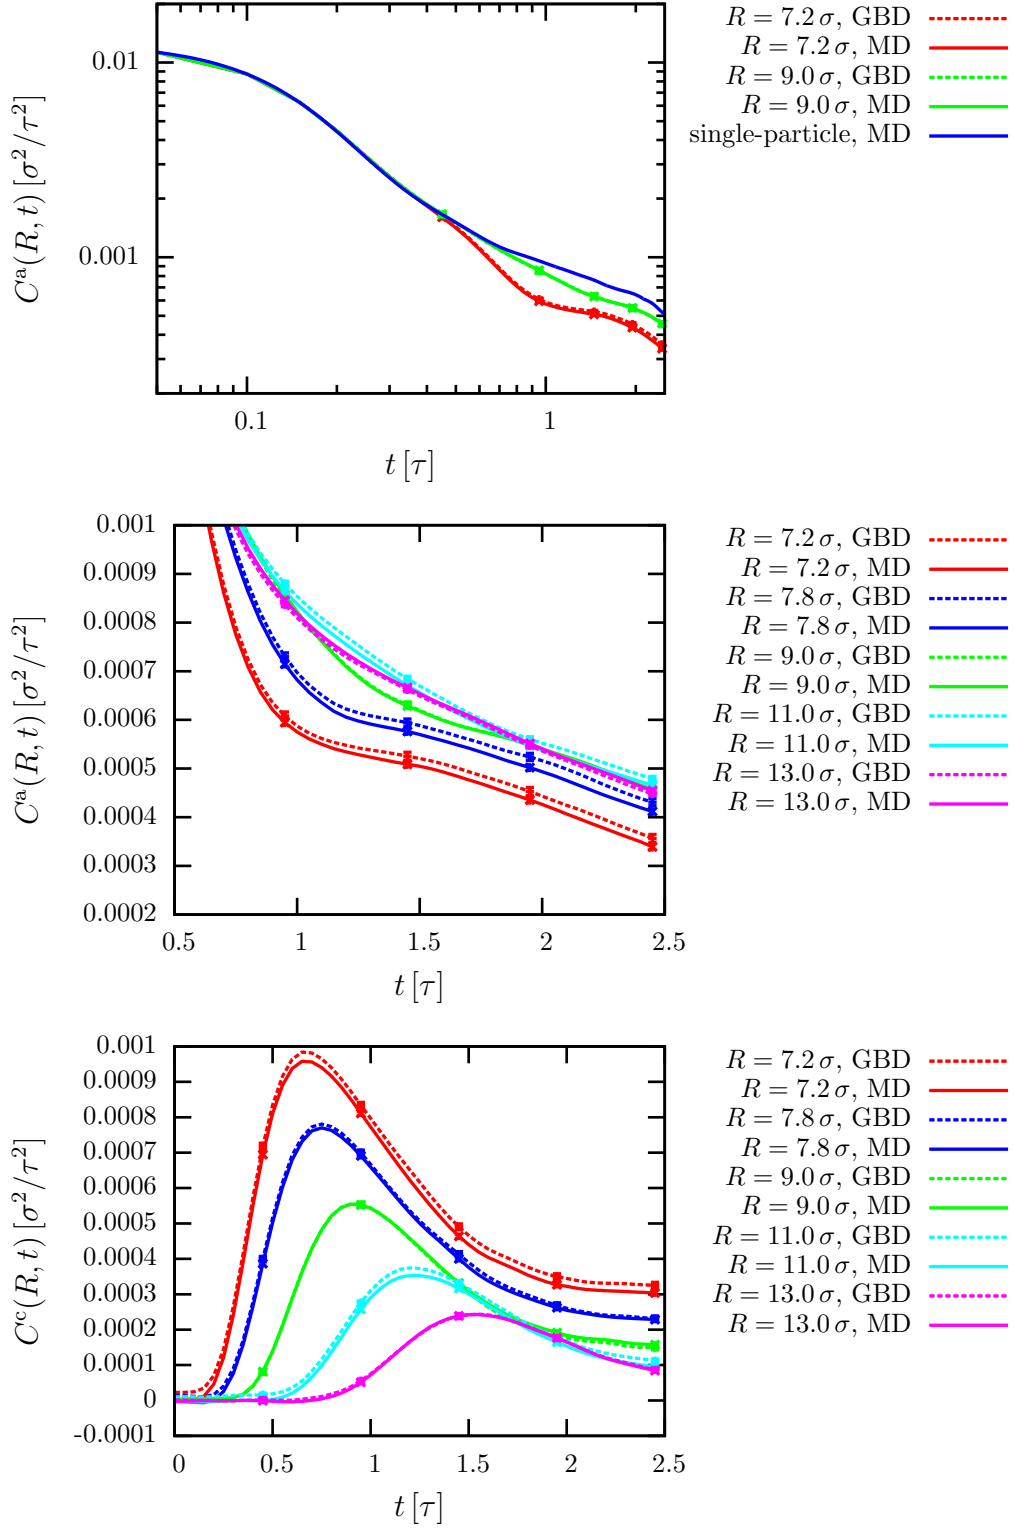 R = 7.2 σ, GBD
R = 7.2 σ, MD
R = 9.0 σ, GBD
R = 9.0 σ, MD
single-particle, MD
0.01
0.001
C^a(R, t) [σ^2/τ^2]
0.1
1
t [τ]
R = 7.2 σ, GBD
R = 7.2 σ, MD
R = 7.8 σ, GBD
R = 7.8 σ, MD
R = 9.0 σ, GBD
R = 9.0 σ, MD
R = 11.0 σ, GBD
R = 11.0 σ, MD
R = 13.0 σ, GBD
R = 13.0 σ, MD
0.001
0.0009
0.0008
0.0007
0.0006
0.0005
0.0004
0.0003
0.0002
C^a(R, t) [σ^2/τ^2]
0.5
1
1.5
2
2.5
t [τ]
R = 7.2 σ, GBD
R = 7.2 σ, MD
R = 7.8 σ, GBD
R = 7.8 σ, MD
R = 9.0 σ, GBD
R = 9.0 σ, MD
R = 11.0 σ, GBD
R = 11.0 σ, MD
R = 13.0 σ, GBD
R = 13.0 σ, MD
0.001
0.0009
0.0008
0.0007
0.0006
0.0005
0.0004
0.0003
0.0002
0.0001
0
-0.0001
C^c(R, t) [σ^2/τ^2]
0
0.5
1
1.5
2
2.5
t [τ]